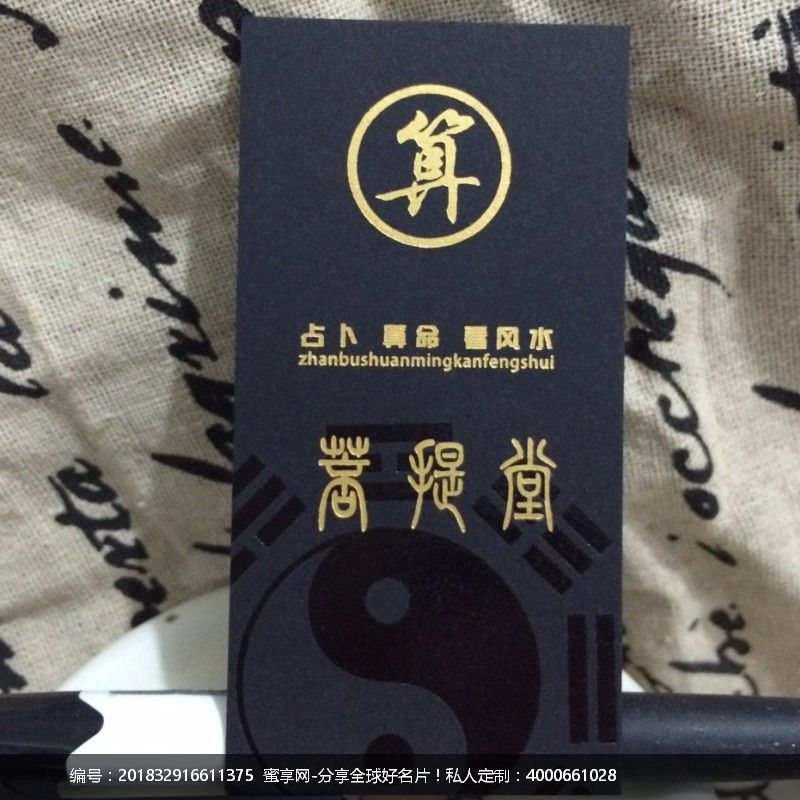 算
占卜 算命 看风水
zhanbushuanmingkanfengshui
菩提堂
编号：201832916611375 蜜享网-分享全球好名片！私人定制：4000661028